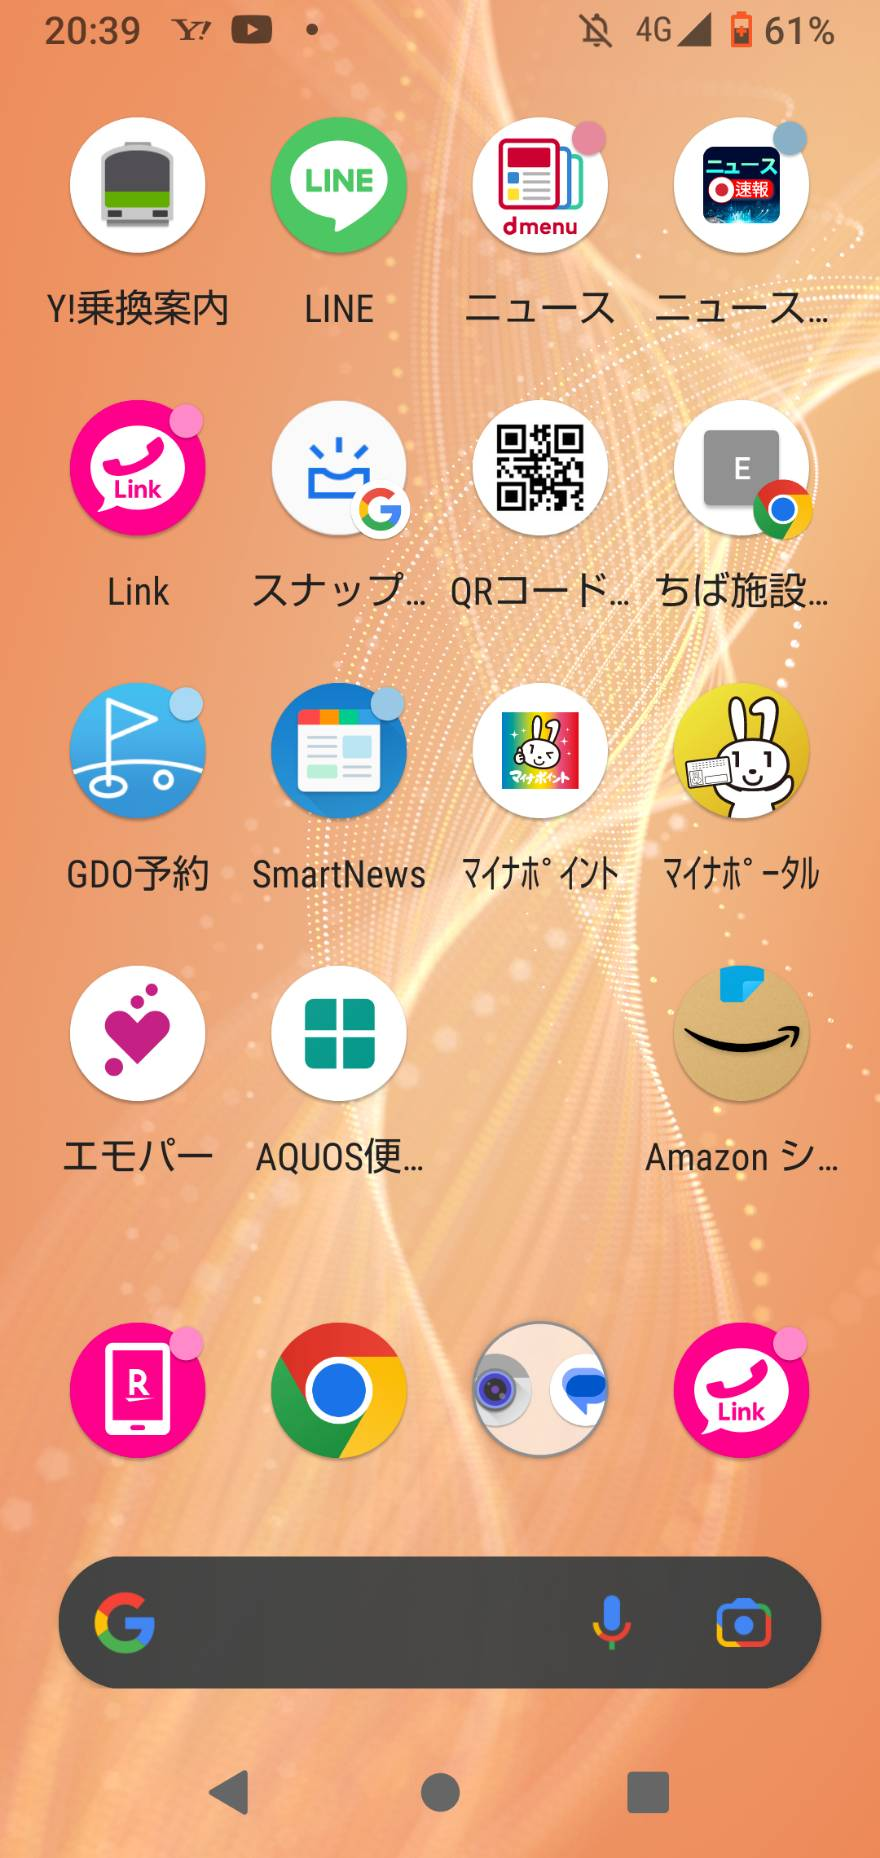 20:39 Y! 4G 61%
LINE
dmenu
ニュース
速報
Y!乗換案内 LINE ニュース ニュース…
Link
E
Link スナップ… QRコード… ちば施設…
マイナポイント
GDO予約 SmartNews ﾏｲﾅﾎﾟｲﾝﾄ ﾏｲﾅﾎﾟｰﾀﾙ
エモパー AQUOS便… Amazon シ…
R
Link
G